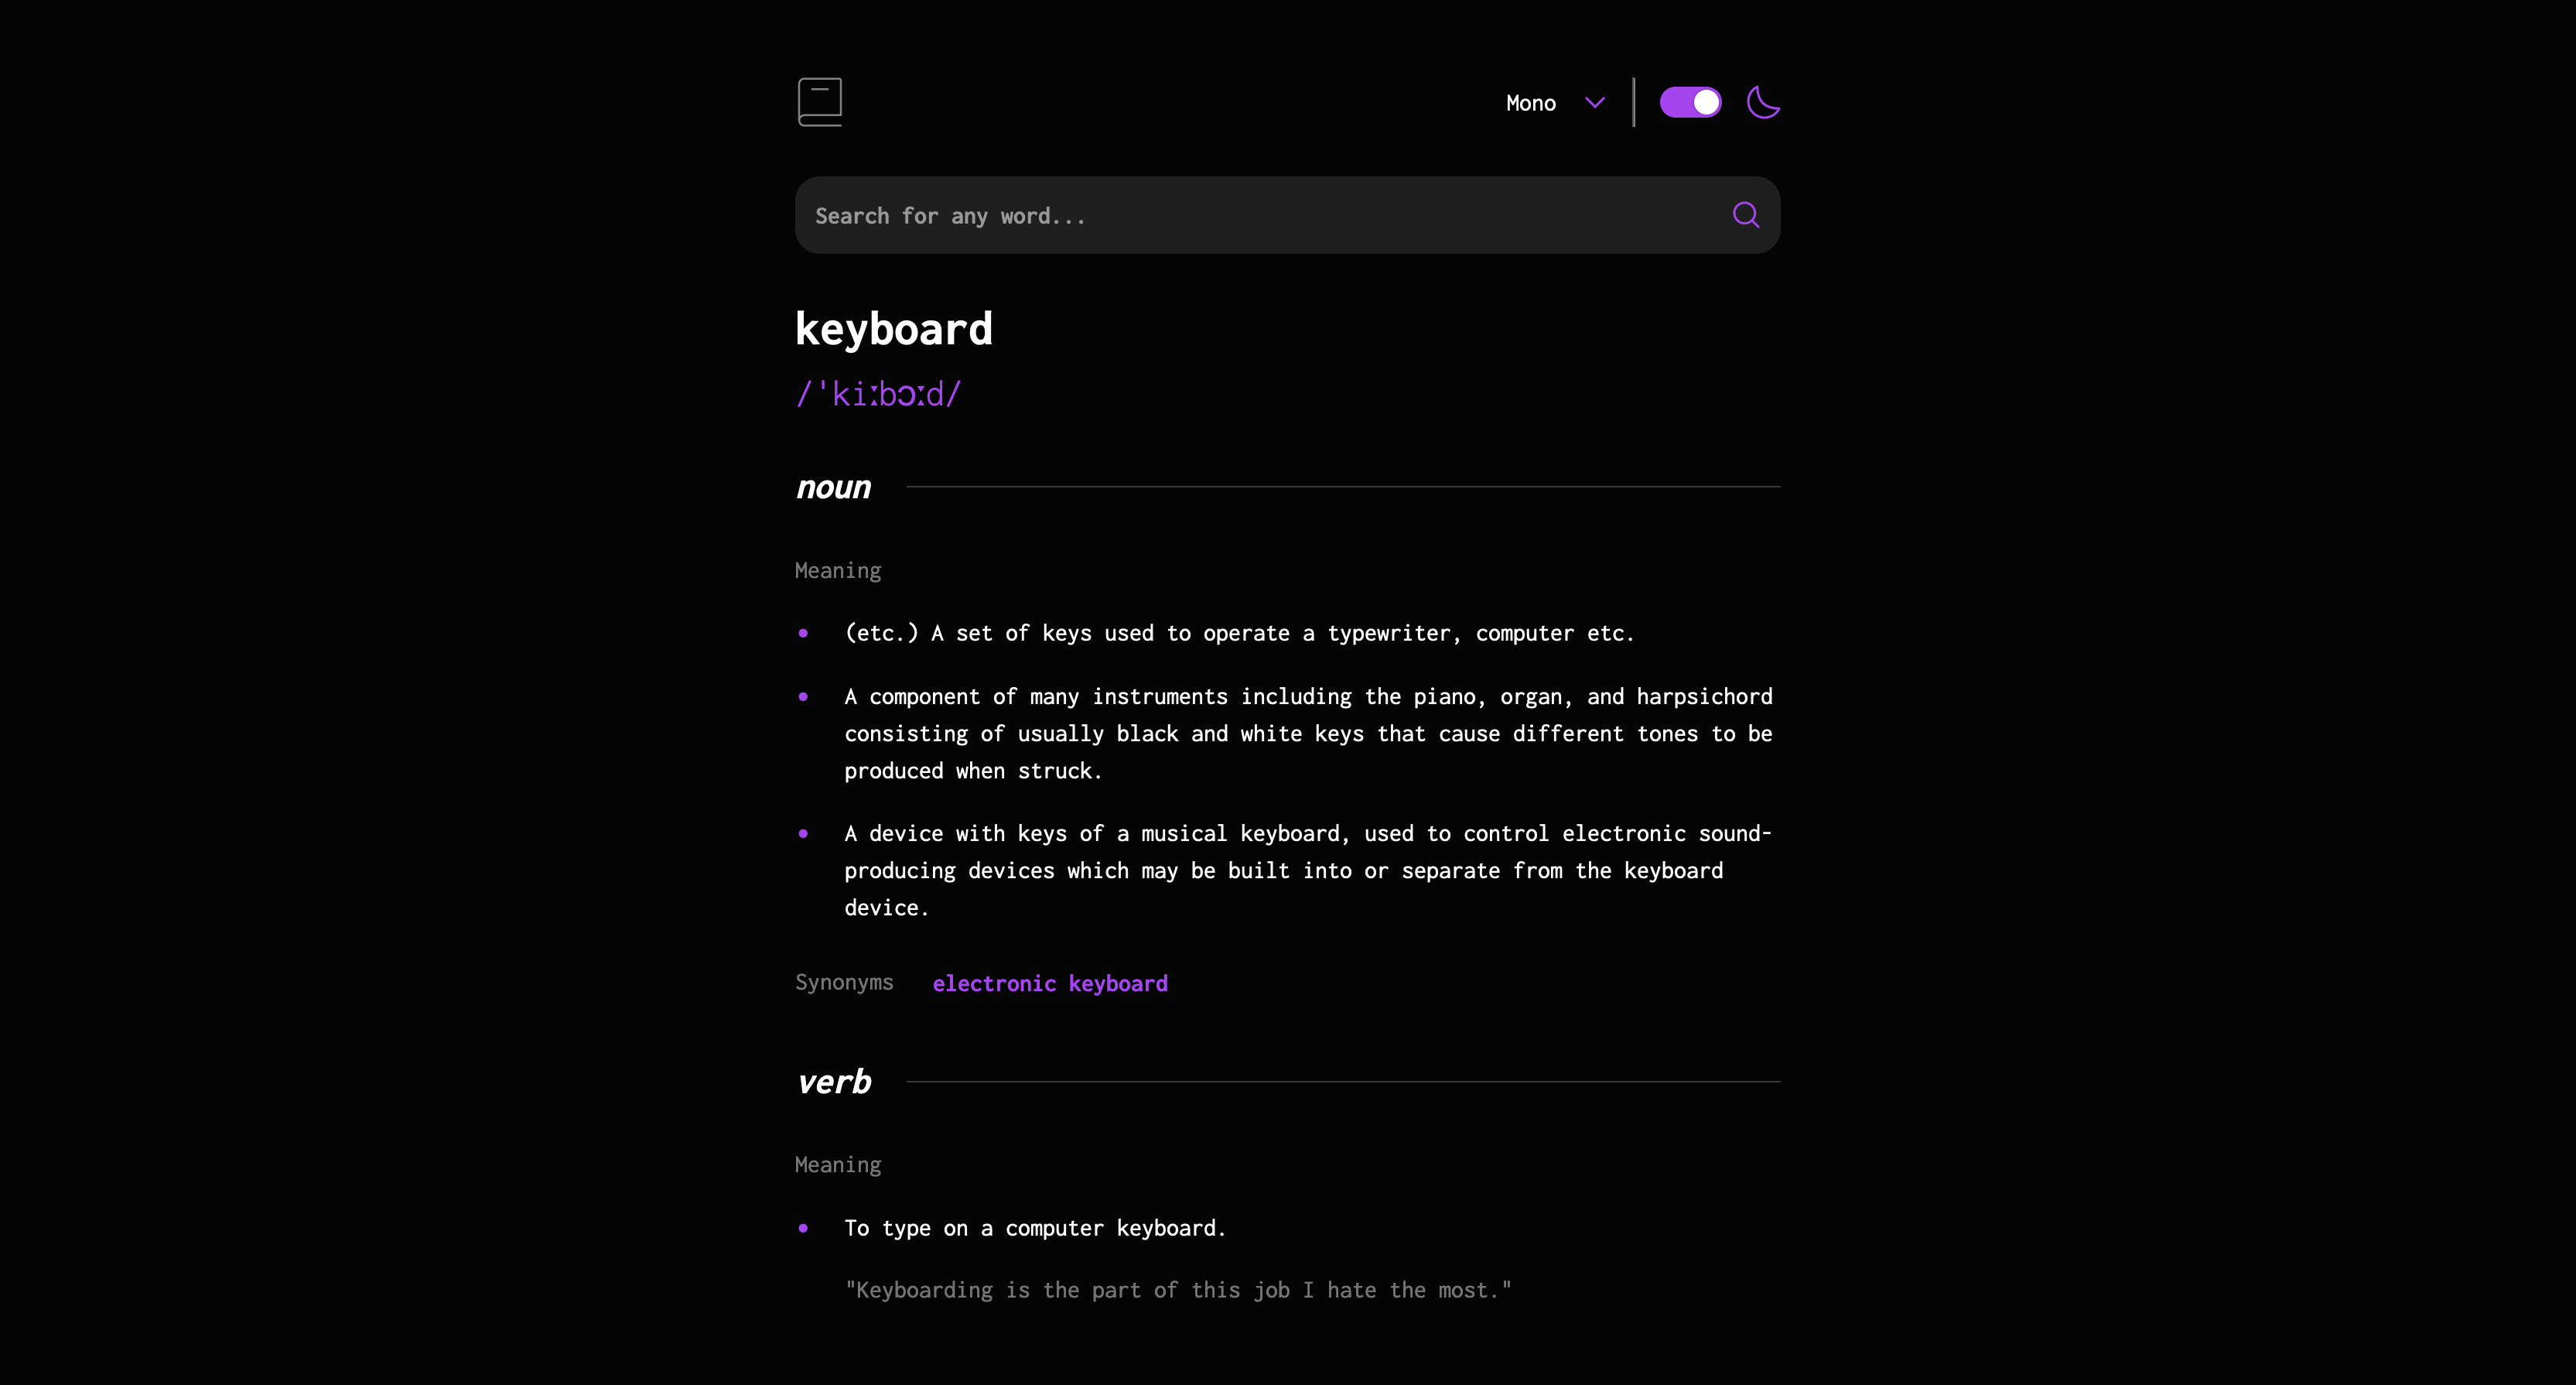 Mono
Search for any word...
keyboard
/ˈkiːbɔːd/
noun
Meaning
(etc.) A set of keys used to operate a typewriter, computer etc.
A component of many instruments including the piano, organ, and harpsichord
consisting of usually black and white keys that cause different tones to be
produced when struck.
A device with keys of a musical keyboard, used to control electronic sound-
producing devices which may be built into or separate from the keyboard
device.
Synonyms electronic keyboard
verb
Meaning
To type on a computer keyboard.
"Keyboarding is the part of this job I hate the most."